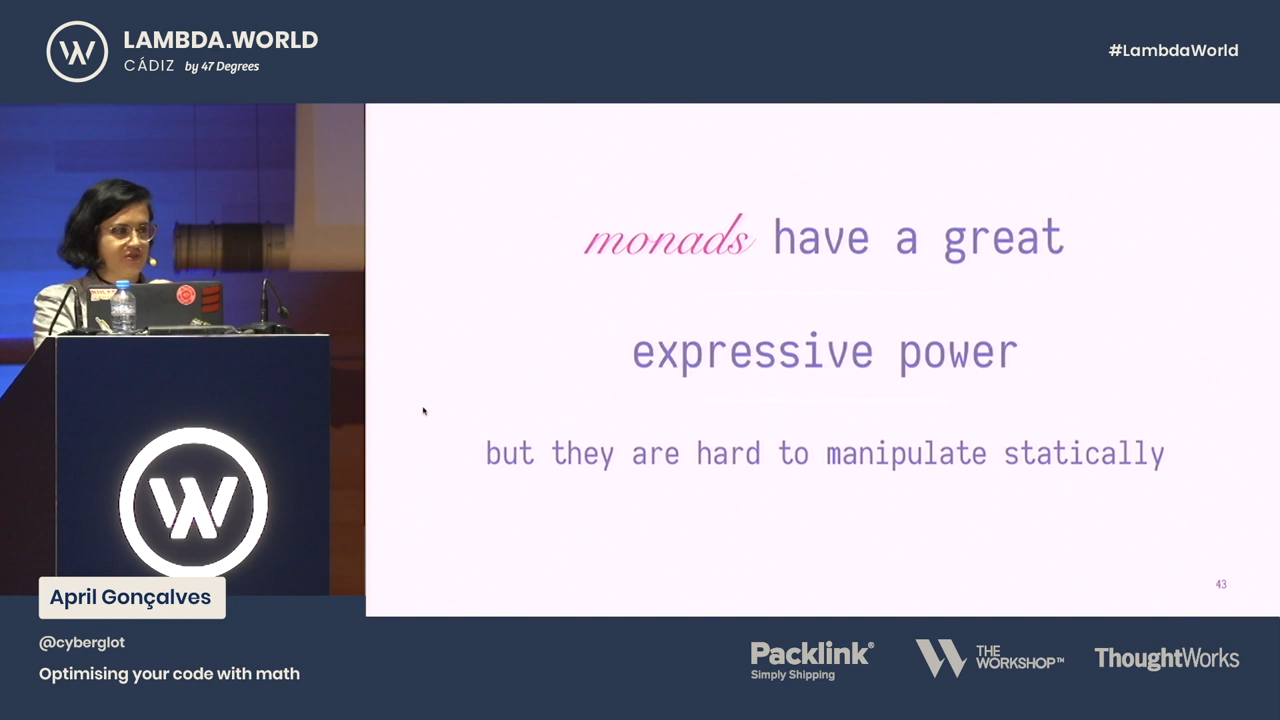 LAMBDA.WORLD
CÁDIZ by 47 Degrees
#LambdaWorld
monads have a great
expressive power
but they are hard to manipulate statically
43
April Gonçalves
@cyberglot
Optimising your code with math
Packlink®
Simply Shipping
THE
WORKSHOP™
ThoughtWorks